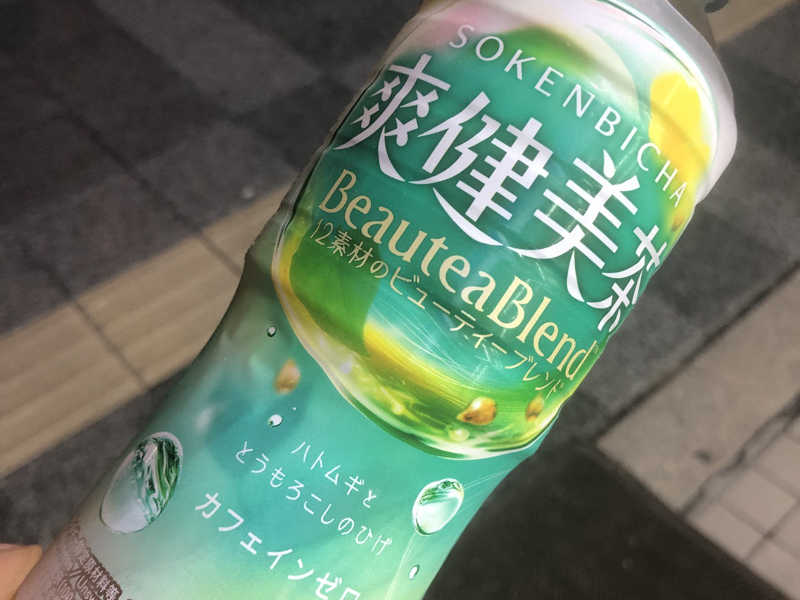 SOKENBICHA
爽健美茶
BeauteaBlend
12素材のビューティーブレンド
ハトムギと
とうもろこしのひげ
カフェインゼロ